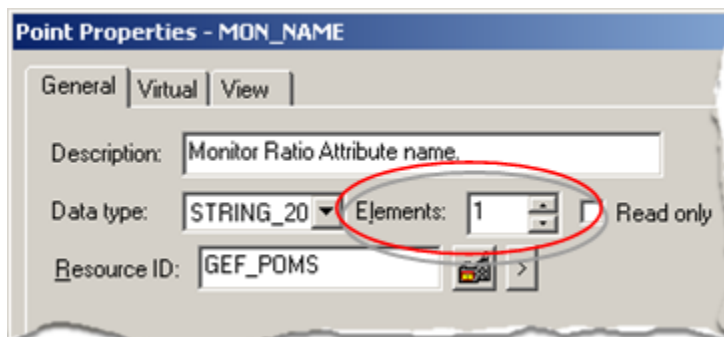 Point Properties - MON_NAME
General Virtual View
Description: Monitor Ratio Attribute name.
Data type: STRING_20 Elements: 1 Read only
Resource ID: GEF_POMS >